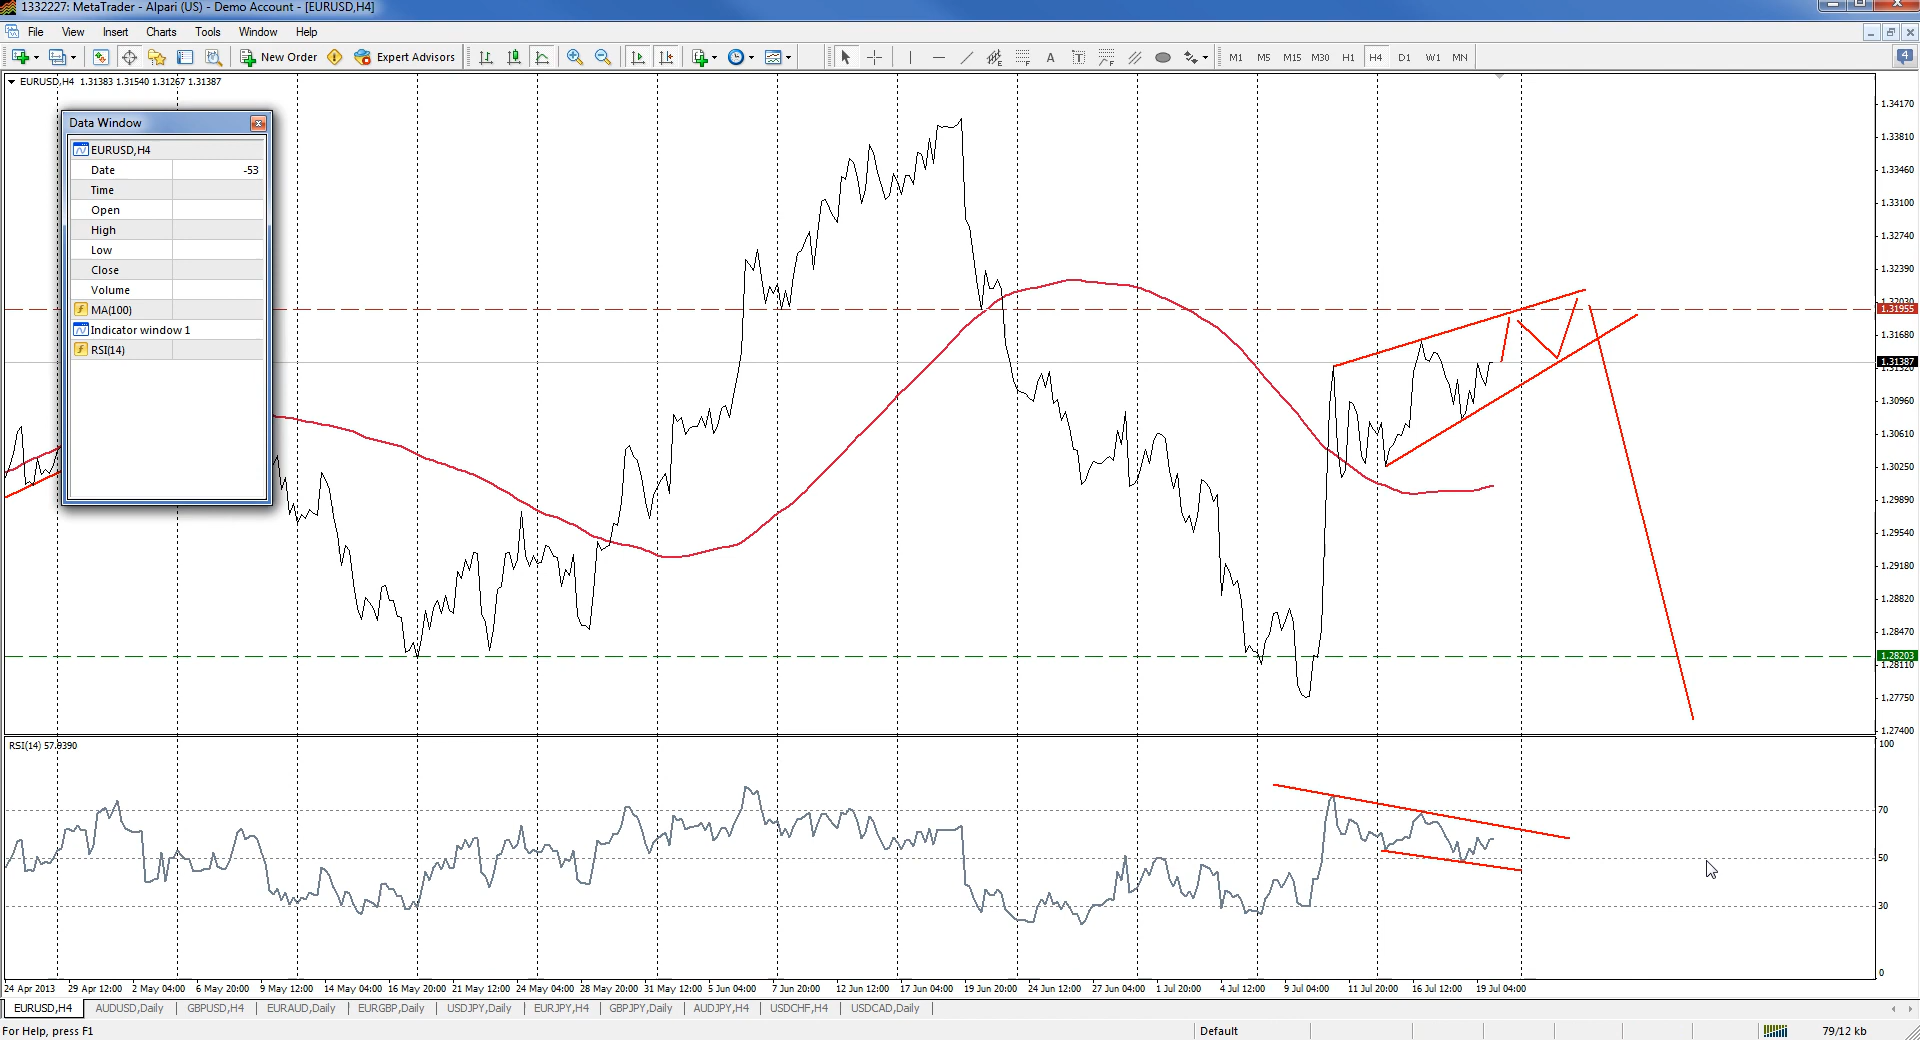 1332227: MetaTrader - Alpari (US) - Demo Account - [EURUSD,H4]
File View Insert Charts Tools Window Help
New Order Expert Advisors A T F F M1 M5 M15 M30 H1 H4 D1 W1 MN 4
EURUSD,H4 1.31383 1.31540 1.31267 1.31387
Data Window
EURUSD,H4
Date -53
Time
Open
High
Low
Close
Volume
MA(100)
Indicator window 1
RSI(14)
1.34170
1.33810
1.33460
1.33100
1.32740
1.32390
1.32030
1.31955
1.31680
1.31387
1.31320
1.30960
1.30610
1.30250
1.29890
1.29540
1.29180
1.28820
1.28470
1.28203
1.28110
1.27750
1.27400
RSI(14) 57.9390
100
70
50
30
0
24 Apr 2013 29 Apr 12:00 2 May 04:00 6 May 20:00 9 May 12:00 14 May 04:00 16 May 20:00 21 May 12:00 24 May 04:00 28 May 20:00 31 May 12:00 5 Jun 04:00 7 Jun 20:00 12 Jun 12:00 17 Jun 04:00 19 Jun 20:00 24 Jun 12:00 27 Jun 04:00 1 Jul 20:00 4 Jul 12:00 9 Jul 04:00 11 Jul 20:00 16 Jul 12:00 19 Jul 04:00
EURUSD,H4 AUDUSD,Daily GBPUSD,H4 EURAUD,Daily EURGBP,Daily USDJPY,Daily EURJPY,H4 GBPJPY,Daily AUDJPY,H4 USDCHF,H4 USDCAD,Daily
For Help, press F1 Default 79/12 kb